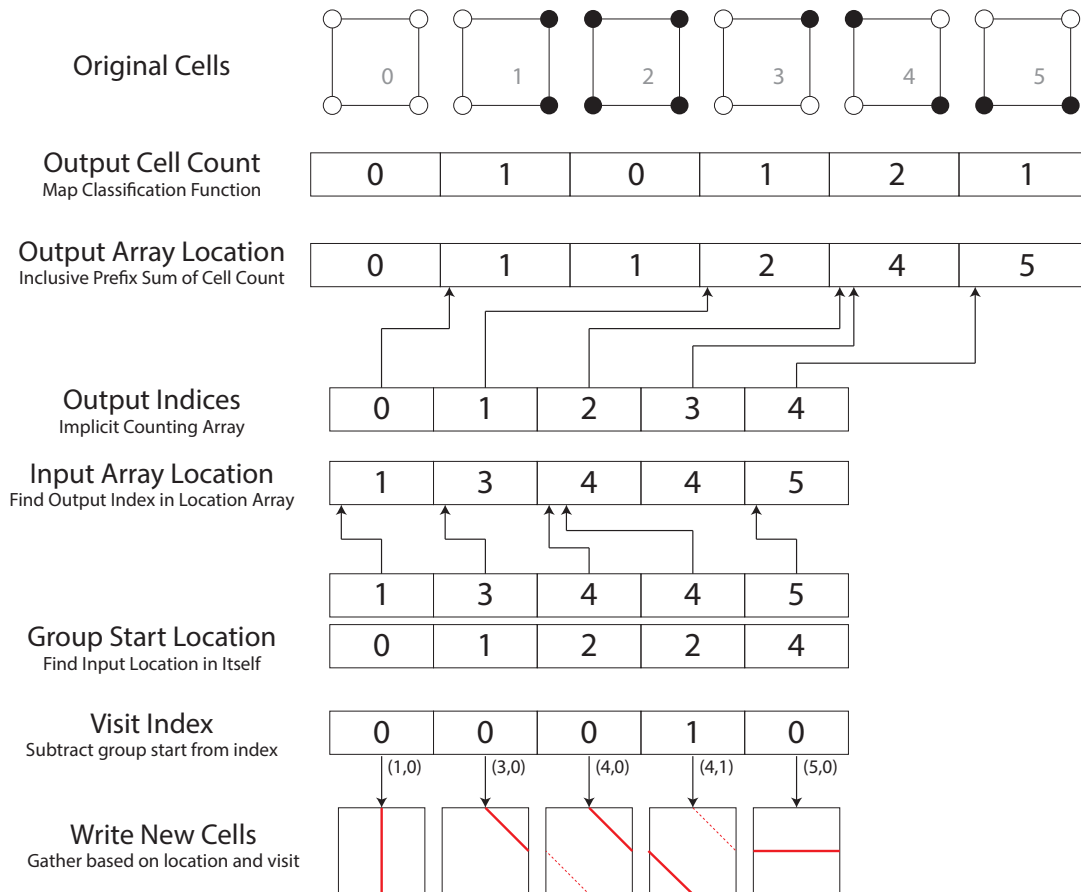 Original Cells
0 1 2 3 4 5
Output Cell Count
Map Classification Function
0 1 0 1 2 1
Output Array Location
Inclusive Prefix Sum of Cell Count
0 1 1 2 4 5
Output Indices
Implicit Counting Array
0 1 2 3 4
Input Array Location
Find Output Index in Location Array
1 3 4 4 5
1 3 4 4 5
Group Start Location
Find Input Location in Itself
0 1 2 2 4
Visit Index
Subtract group start from index
0 0 0 1 0
(1,0) (3,0) (4,0) (4,1) (5,0)
Write New Cells
Gather based on location and visit